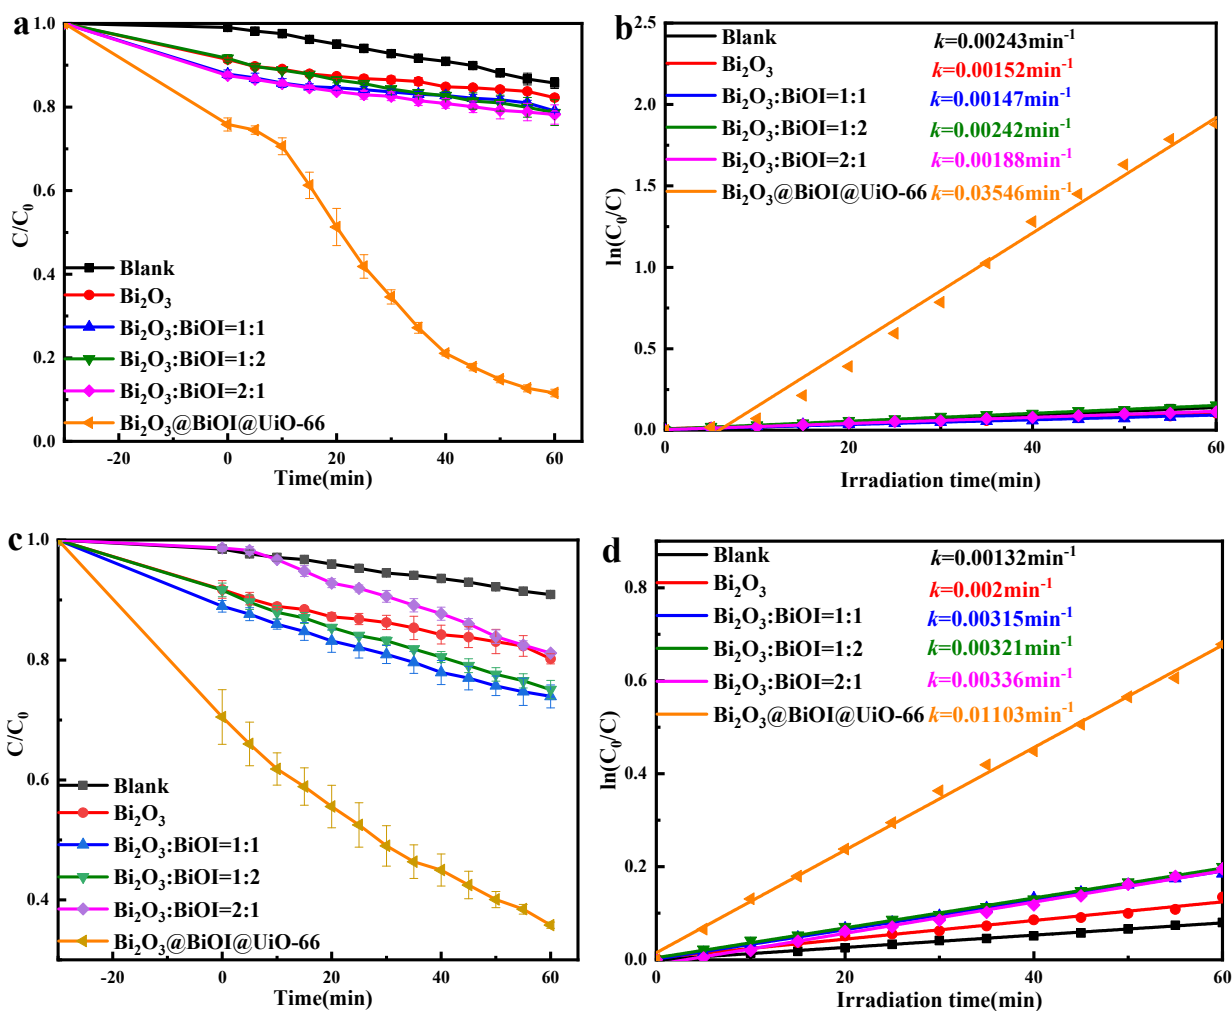 a
1.0
0.8
0.6
0.4
0.2
0.0
C/C₀
Blank
Bi₂O₃
Bi₂O₃:BiOI=1:1
Bi₂O₃:BiOI=1:2
Bi₂O₃:BiOI=2:1
Bi₂O₃@BiOI@UiO-66
-20 0 20 40 60
Time(min)
b
2.5
2.0
1.5
1.0
0.5
0.0
ln(C₀/C)
Blank k=0.00243min⁻¹
Bi₂O₃ k=0.00152min⁻¹
Bi₂O₃:BiOI=1:1 k=0.00147min⁻¹
Bi₂O₃:BiOI=1:2 k=0.00242min⁻¹
Bi₂O₃:BiOI=2:1 k=0.00188min⁻¹
Bi₂O₃@BiOI@UiO-66 k=0.03546min⁻¹
0 20 40 60
Irradiation time(min)
c
1.0
0.8
0.6
0.4
C/C₀
Blank
Bi₂O₃
Bi₂O₃:BiOI=1:1
Bi₂O₃:BiOI=1:2
Bi₂O₃:BiOI=2:1
Bi₂O₃@BiOI@UiO-66
-20 0 20 40 60
Time(min)
d
0.8
0.6
0.4
0.2
0.0
ln(C₀/C)
Blank k=0.00132min⁻¹
Bi₂O₃ k=0.002min⁻¹
Bi₂O₃:BiOI=1:1 k=0.00315min⁻¹
Bi₂O₃:BiOI=1:2 k=0.00321min⁻¹
Bi₂O₃:BiOI=2:1 k=0.00336min⁻¹
Bi₂O₃@BiOI@UiO-66 k=0.01103min⁻¹
0 20 40 60
Irradiation time(min)